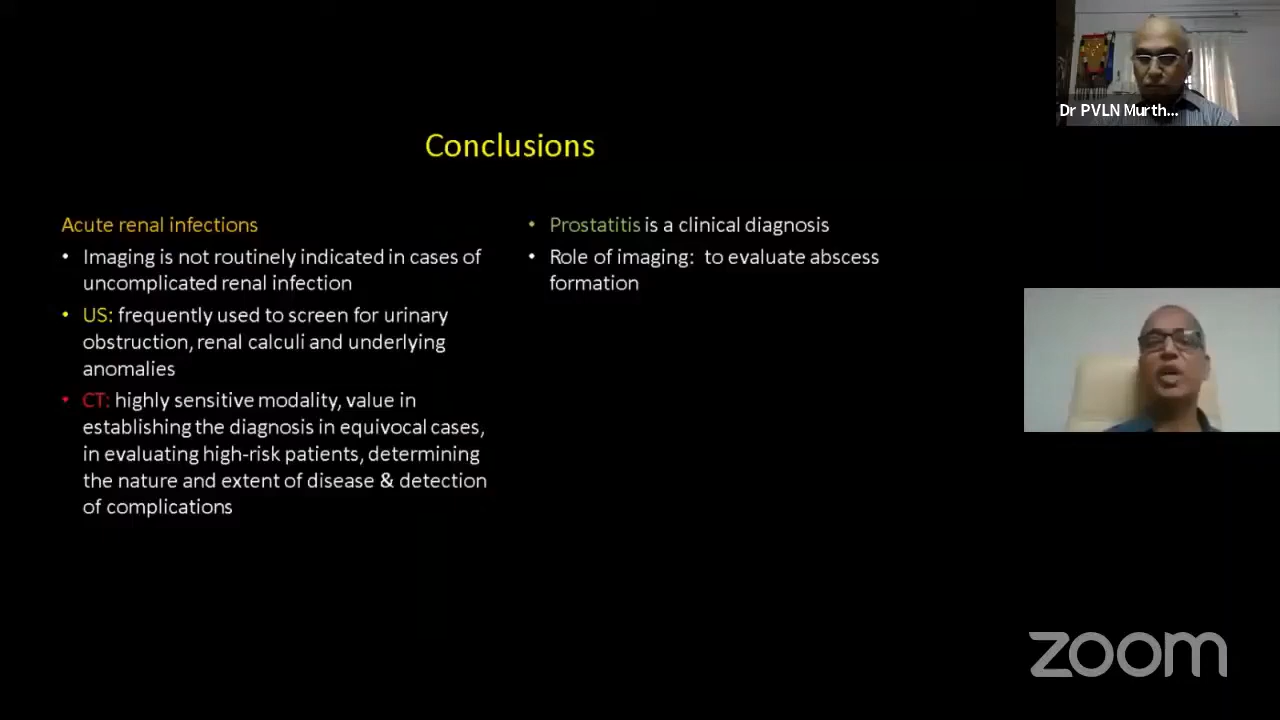 Conclusions
Acute renal infections
• Imaging is not routinely indicated in cases of
uncomplicated renal infection
• US: frequently used to screen for urinary
obstruction, renal calculi and underlying
anomalies
• CT: highly sensitive modality, value in
establishing the diagnosis in equivocal cases,
in evaluating high-risk patients, determining
the nature and extent of disease & detection
of complications
• Prostatitis is a clinical diagnosis
• Role of imaging: to evaluate abscess
formation
Dr PVLN Murth...
zoom